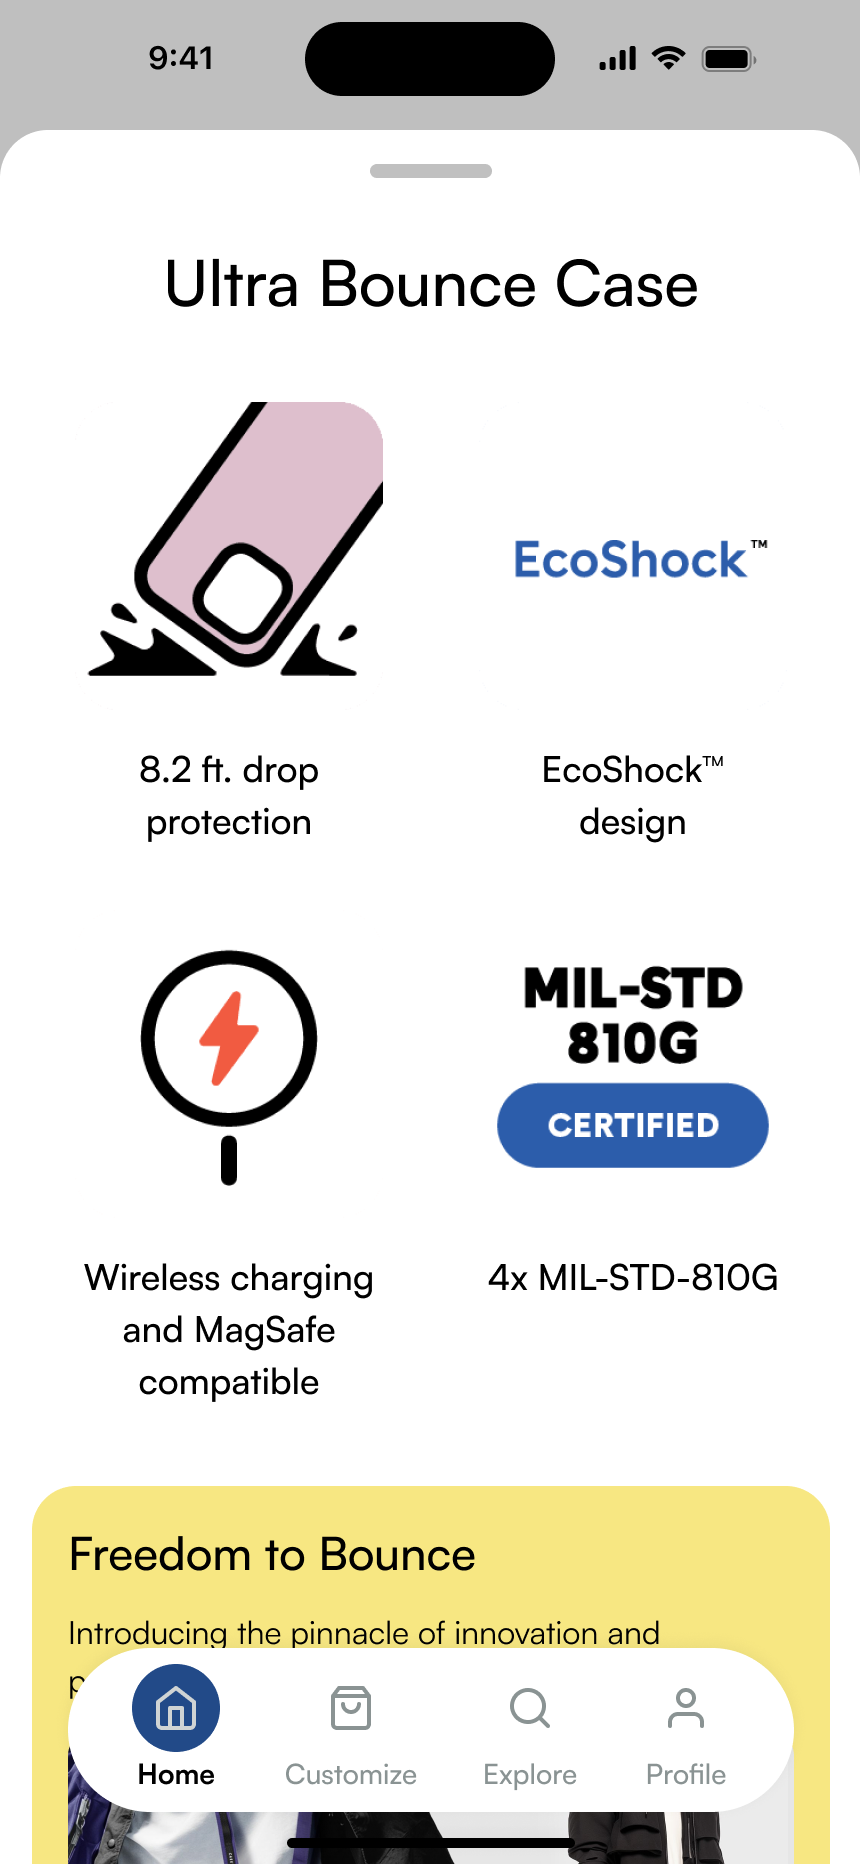 9:41
Ultra Bounce Case
EcoShock™
8.2 ft. drop
protection
EcoShock™
design
MIL-STD
810G
CERTIFIED
Wireless charging
and MagSafe
compatible
4x MIL-STD-810G
Freedom to Bounce
Introducing the pinnacle of innovation and
Home
Customize
Explore
Profile